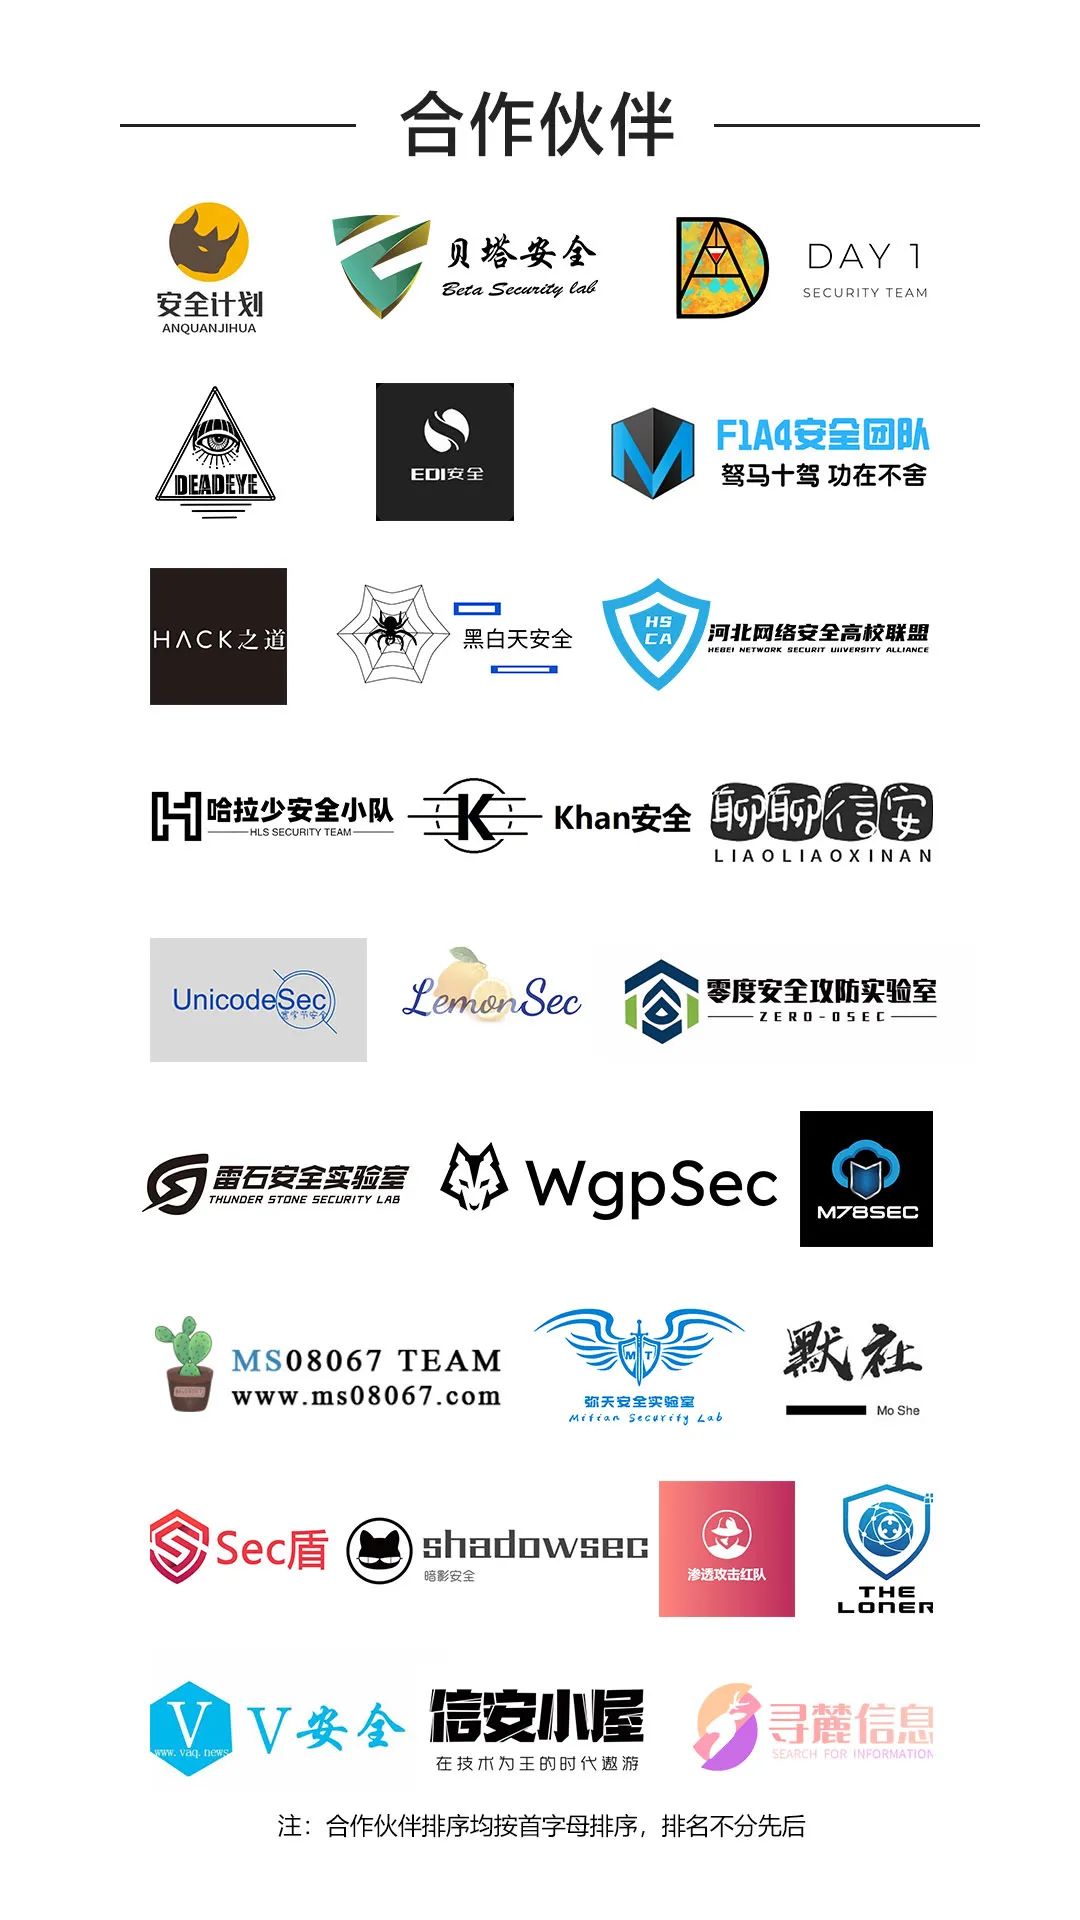 合作伙伴
安全计划
ANQUANJIHUA
贝塔安全
Beta Security lab
DAY 1
SECURITY TEAM
DEADEYE
EDI安全
F1A4安全团队
驽马十驾 功在不舍
HACK之道
黑白天安全
HS
CA
河北网络安全高校联盟
HEBEI NETWORK SECURIT UIIVERSITY ALLIANCE
哈拉少安全小队
HLS SECURITY TEAM
K
Khan安全
聊聊信安
LIAOLIAOXINAN
UnicodeSec
宽字节安全
LemonSec
零度安全攻防实验室
ZERO-OSEC
雷石安全实验室
THUNDER STONE SECURITY LAB
WgpSec
M78SEC
MS08067 TEAM
www.ms08067.com
M T
弥天安全实验室
Mitian Security Lab
默社
Mo She
Sec盾
shadowsec
暗影安全
渗透攻击红队
THE
LONER
V
www.vaq.news
V安全
信安小屋
在技术为王的时代遨游
寻麓信息
SEARCH FOR INFORMATION
注：合作伙伴排序均按首字母排序，排名不分先后